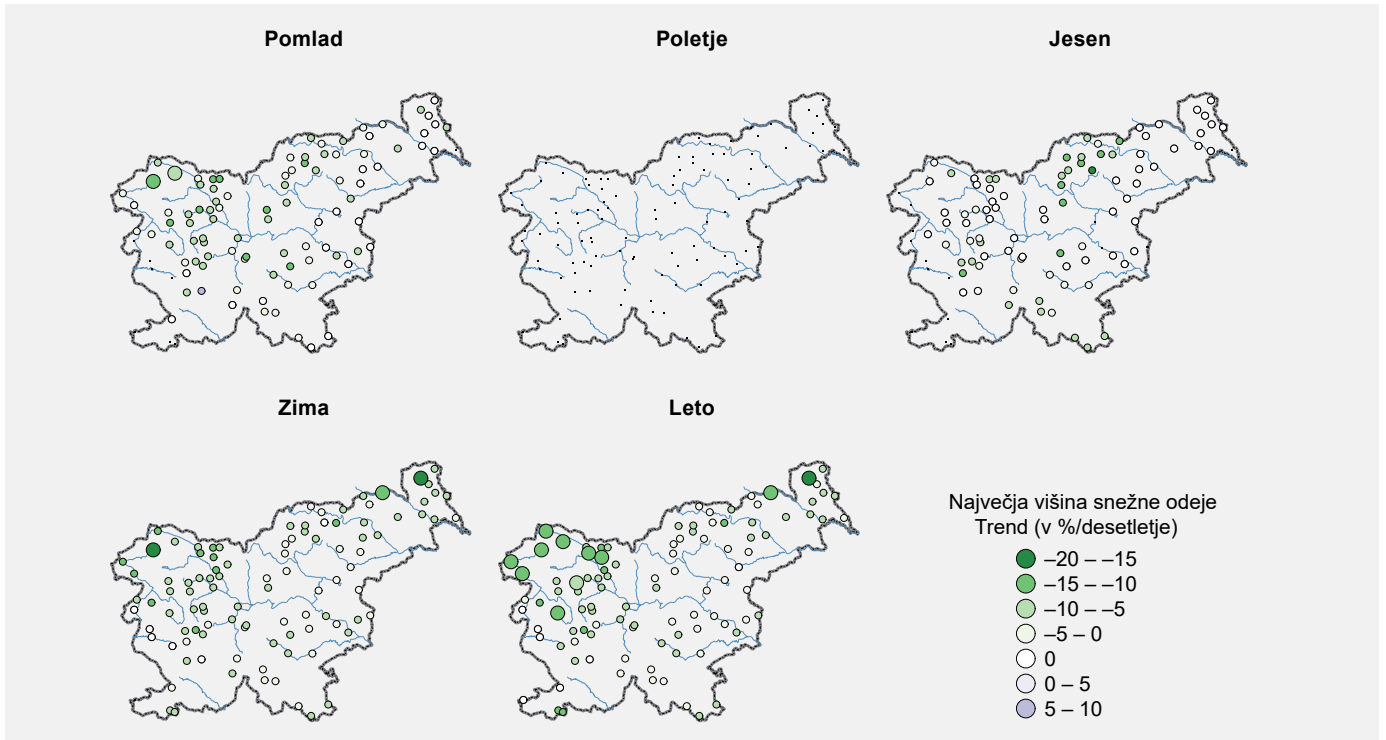 Pomlad
Poletje
Jesen
Zima
Leto
Največja višina snežne odeje
Trend (v %/desetletje)
–20 – –15
–15 – –10
–10 – –5
–5 – 0
0
0 – 5
5 – 10